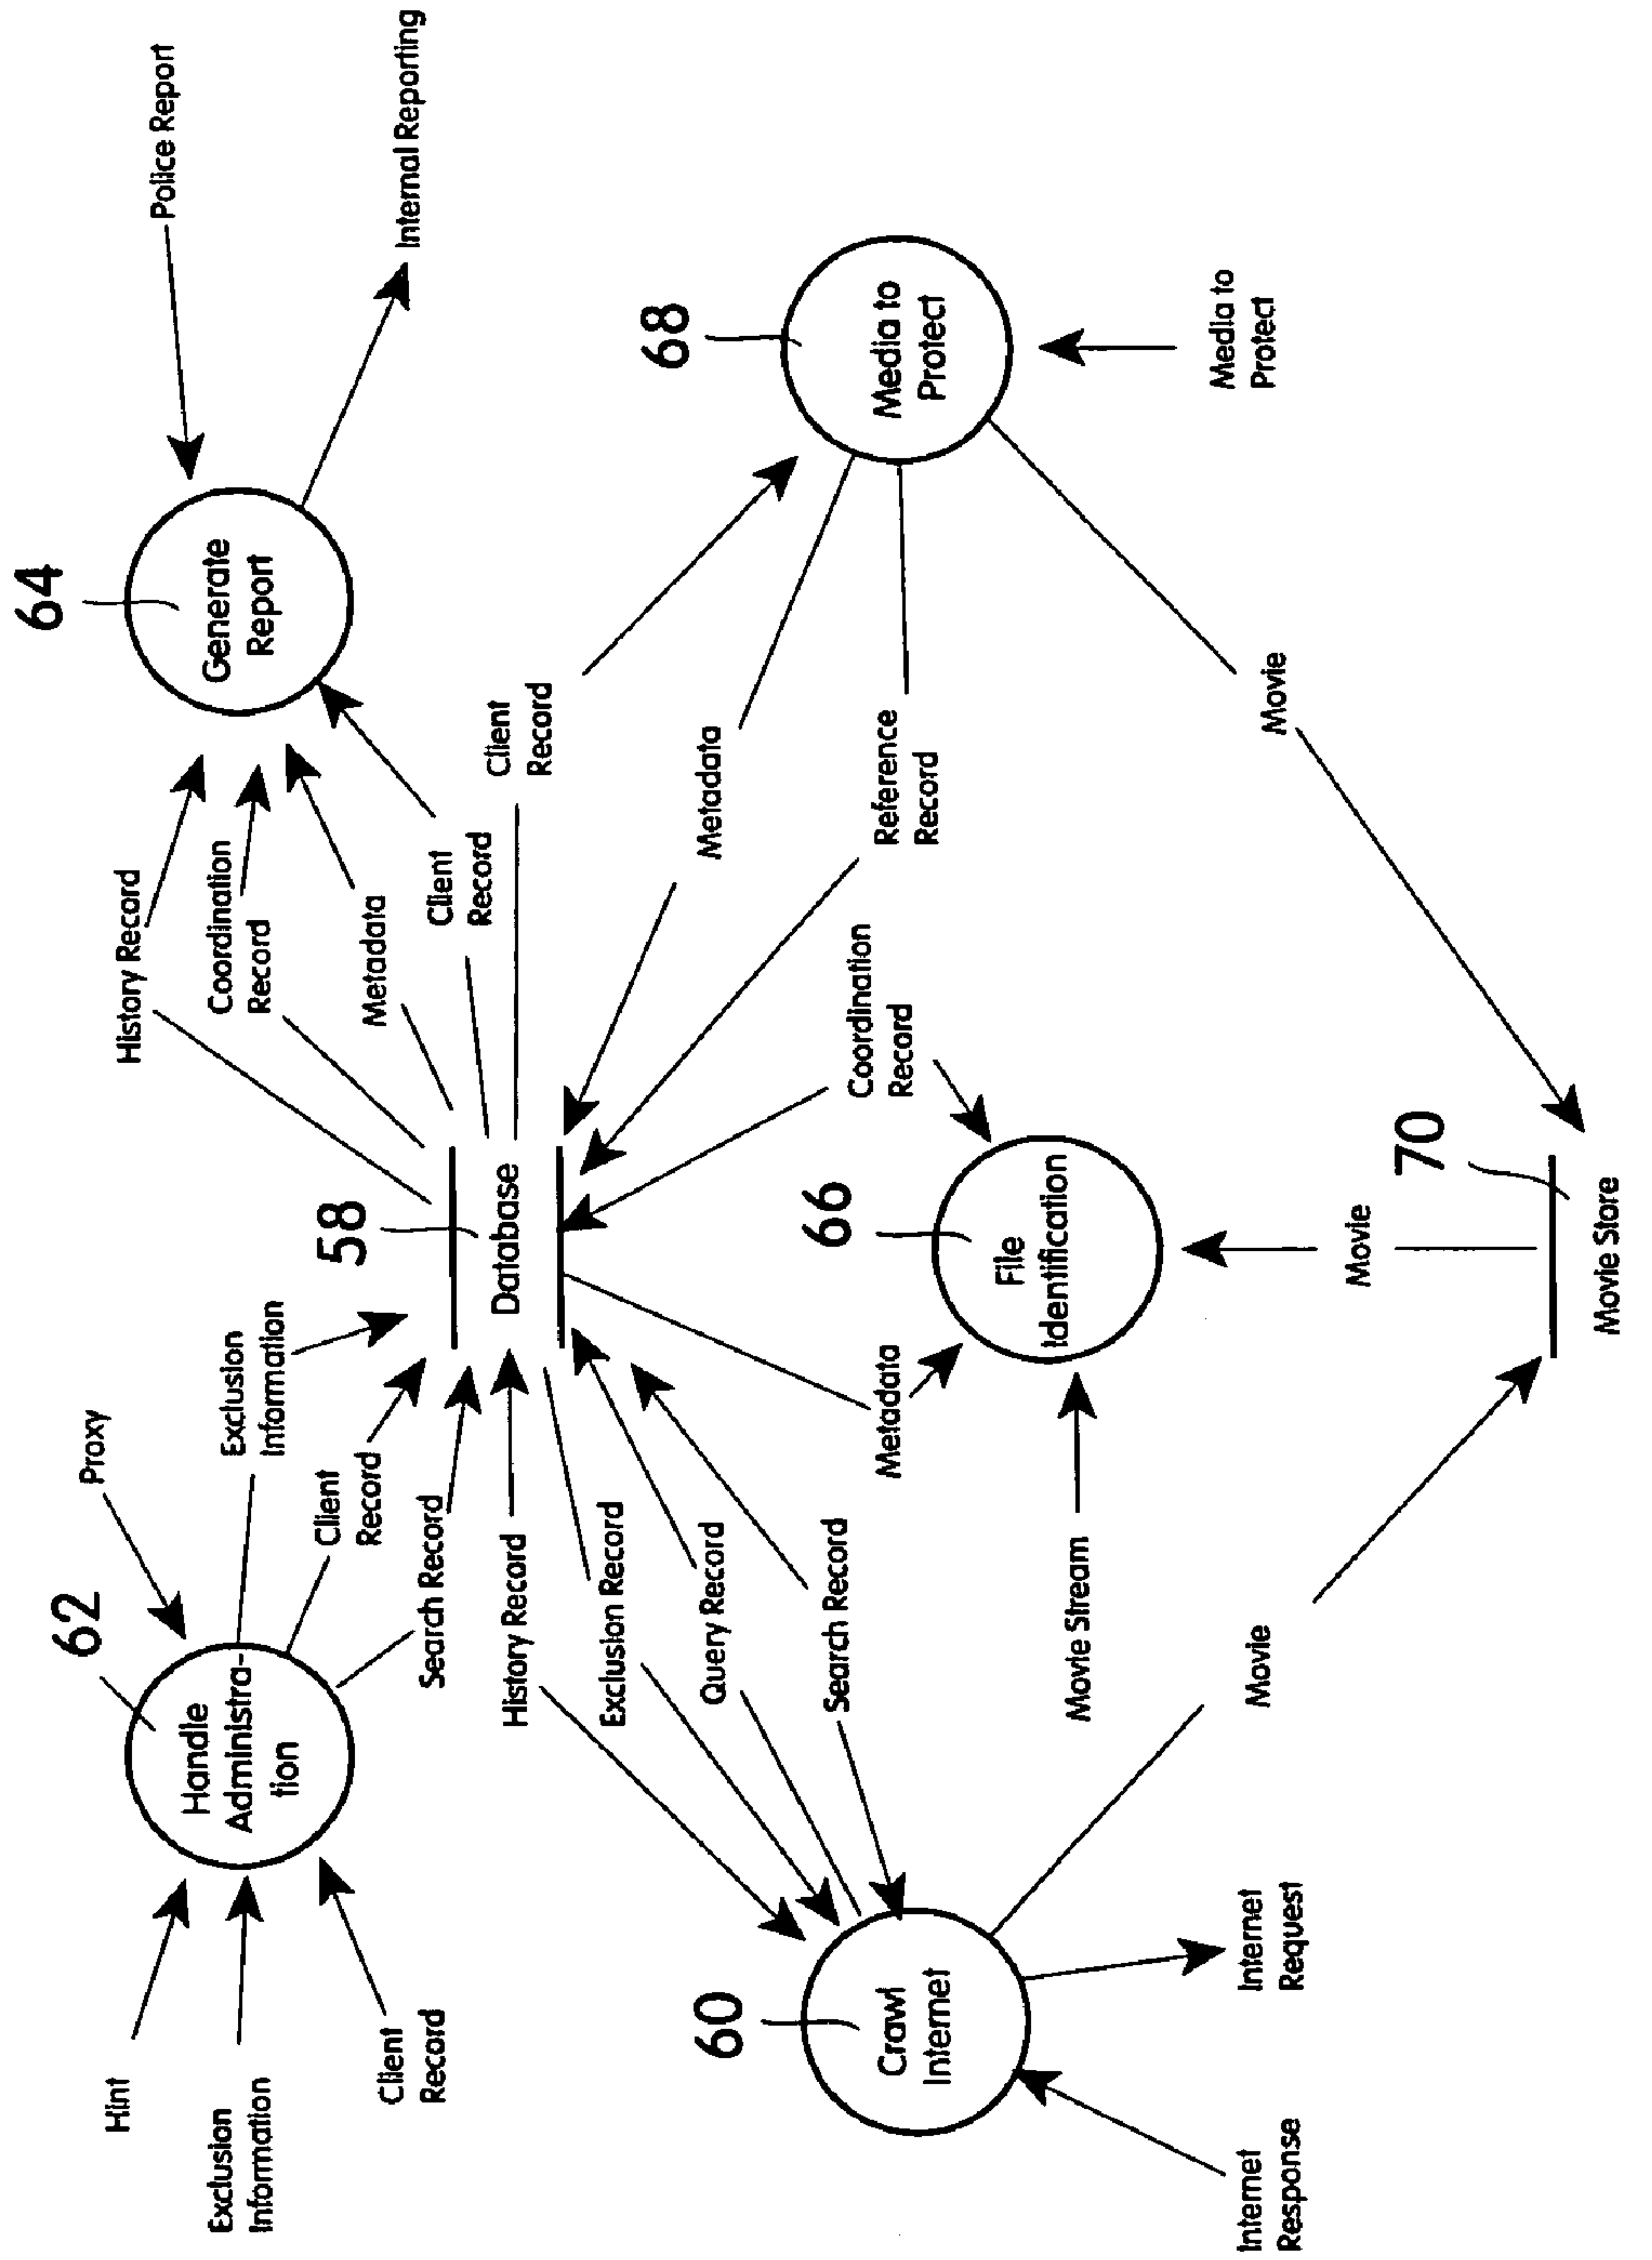 Hint
Exclusion
Information
Client
Record
62
Handle
Administra-
tion
Proxy
Exclusion
Information
Client
Record
Search Record
History Record
Exclusion Record
Query Record
Search Record
58
Database
History Record
Coordination
Record
Metadata
Client
Record
Client
Record
64
Generate
Report
Police Report
Internal Reporting
Metadata
Reference
Record
Coordination
Record
68
Media to
Protect
Media to
Protect
60
Crawl
Internet
Internet
Response
Internet
Request
Movie Stream
Metadata
66
File
Identification
Movie
Movie
Movie
70
Movie Store